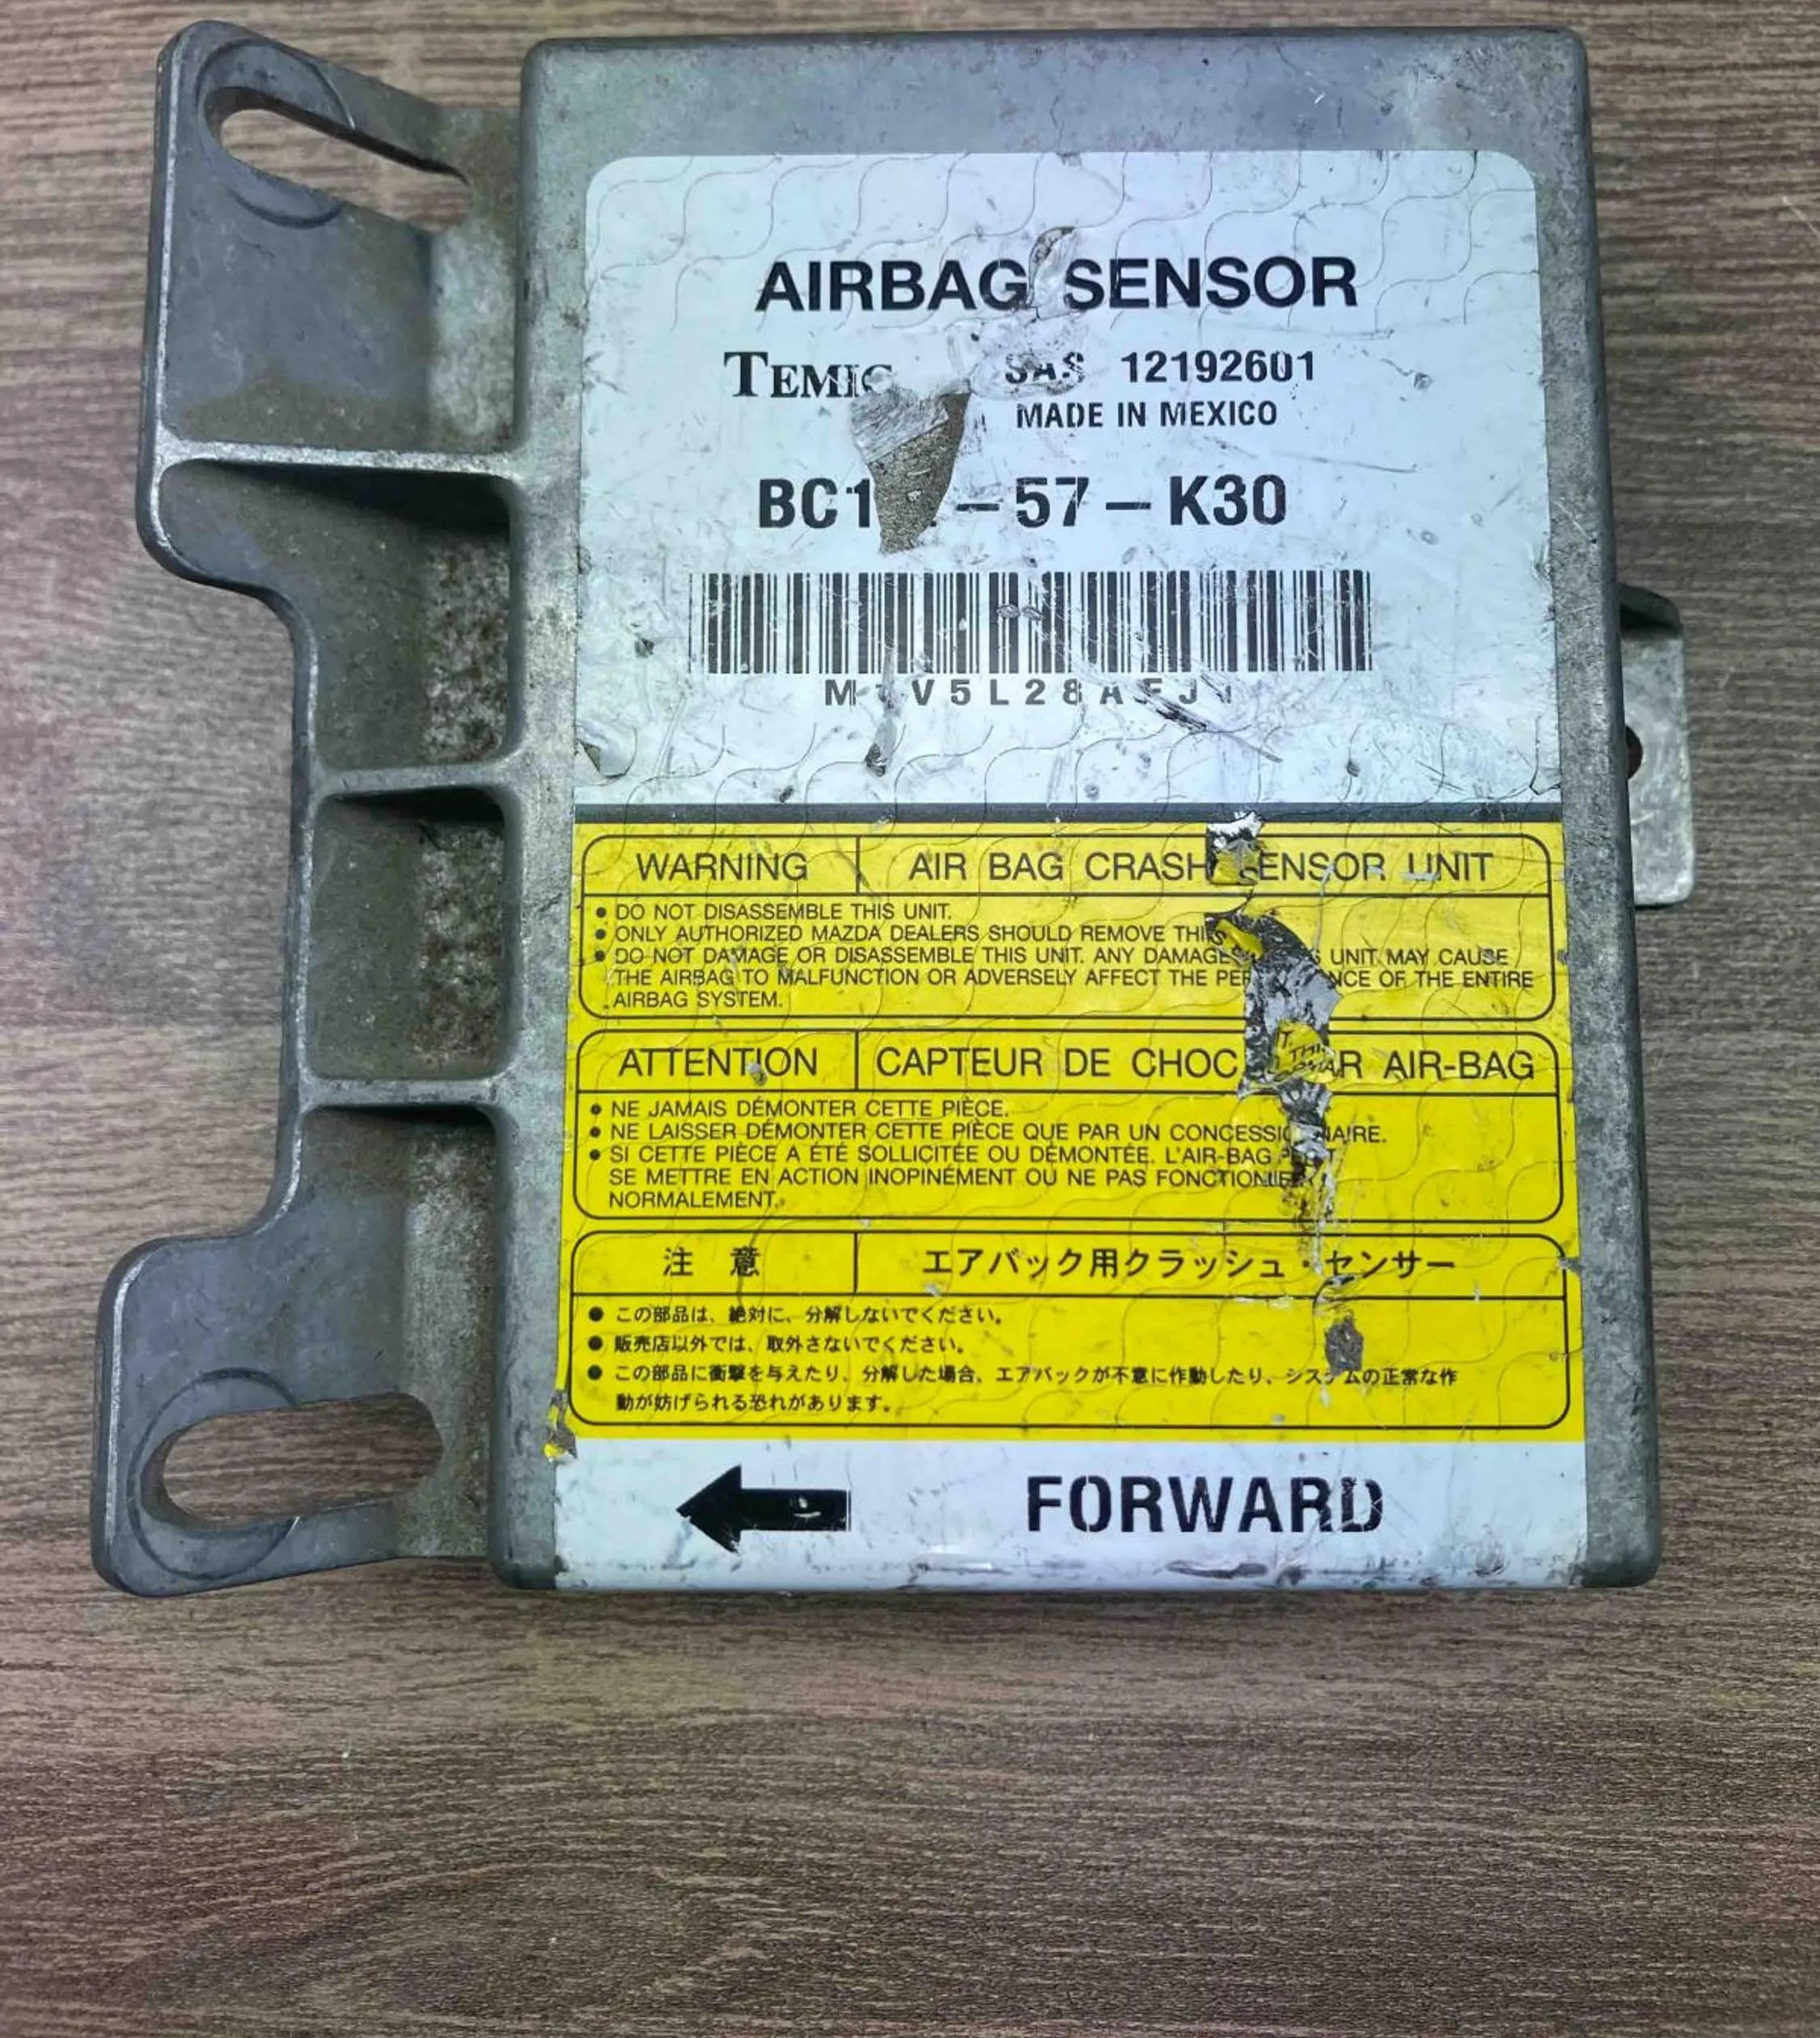 AIRBAG SENSOR
TEMIC SAS 12192601
MADE IN MEXICO
-57-K30
WARNING AIR BAG CRASH SENSOR UNIT
● DO NOT DISASSEMBLE THIS UNIT.
● ONLY AUTHORIZED MAZDA DEALERS SHOULD REMOVE THIS
● DO NOT DAMAGE OR DISASSEMBLE THIS UNIT. ANY DAMAGE UNIT MAY CAUSE
THE AIRBAG TO MALFUNCTION OR ADVERSELY AFFECT THE PERFORMANCE OF THE ENTIRE
AIRBAG SYSTEM.
ATTENTION CAPTEUR DE CHOC AIR-BAG
● NE JAMAIS DÉMONTER CETTE PIÈCE.
● NE LAISSER DÉMONTER CETTE PIÈCE QUE PAR UN CONCESSIONNAIRE.
● SI CETTE PIÈCE A ÉTÉ SOLLICITÉE OU DÉMONTÉE. L'AIR-BAG PEUT
SE METTRE EN ACTION INOPINÉMENT OU NE PAS FONCTIONIER
NORMALEMENT.
注 意 エアバック用クラッシュ・センサー
● この部品は、絶対に、分解しないでください。
● 販売店以外では、取外さないでください。
● この部品に衝撃を与えたり、分解した場合、エアバックが不意に作動したり、システムの正常な作
動が妨げられる恐れがあります。
FORWARD